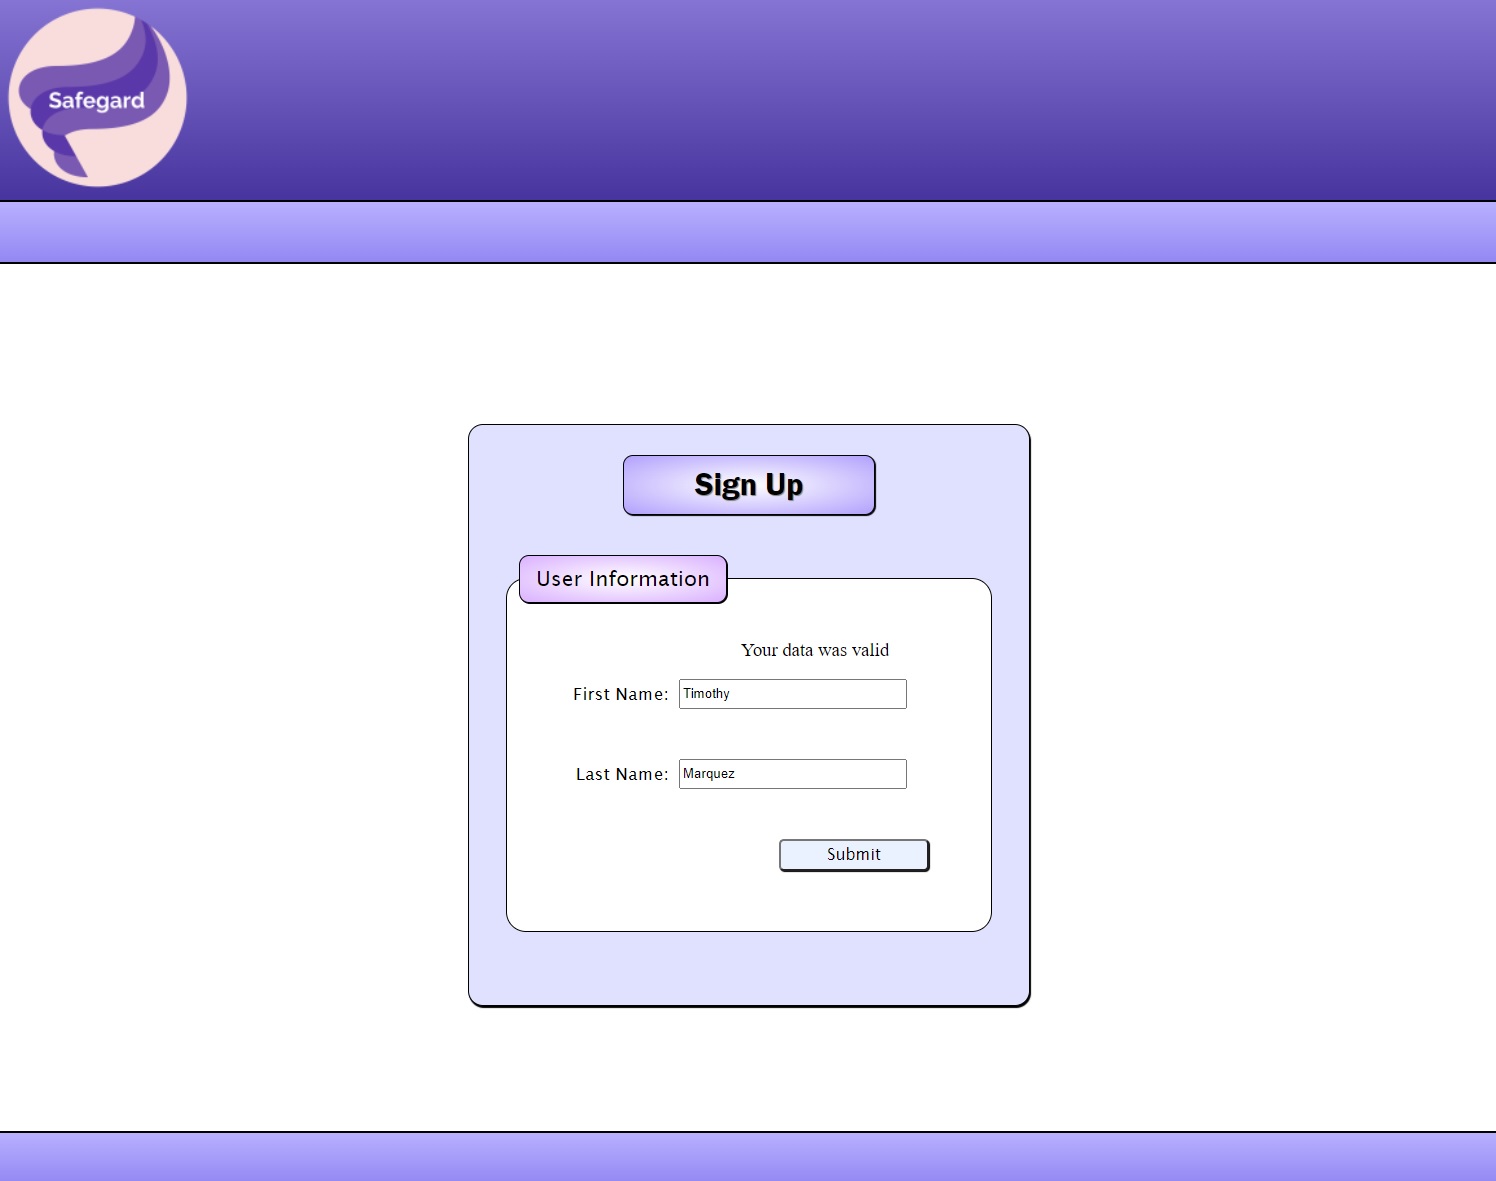 Safegard
Sign Up
User Information
Your data was valid
First Name: Timothy
Last Name: Marquez
Submit